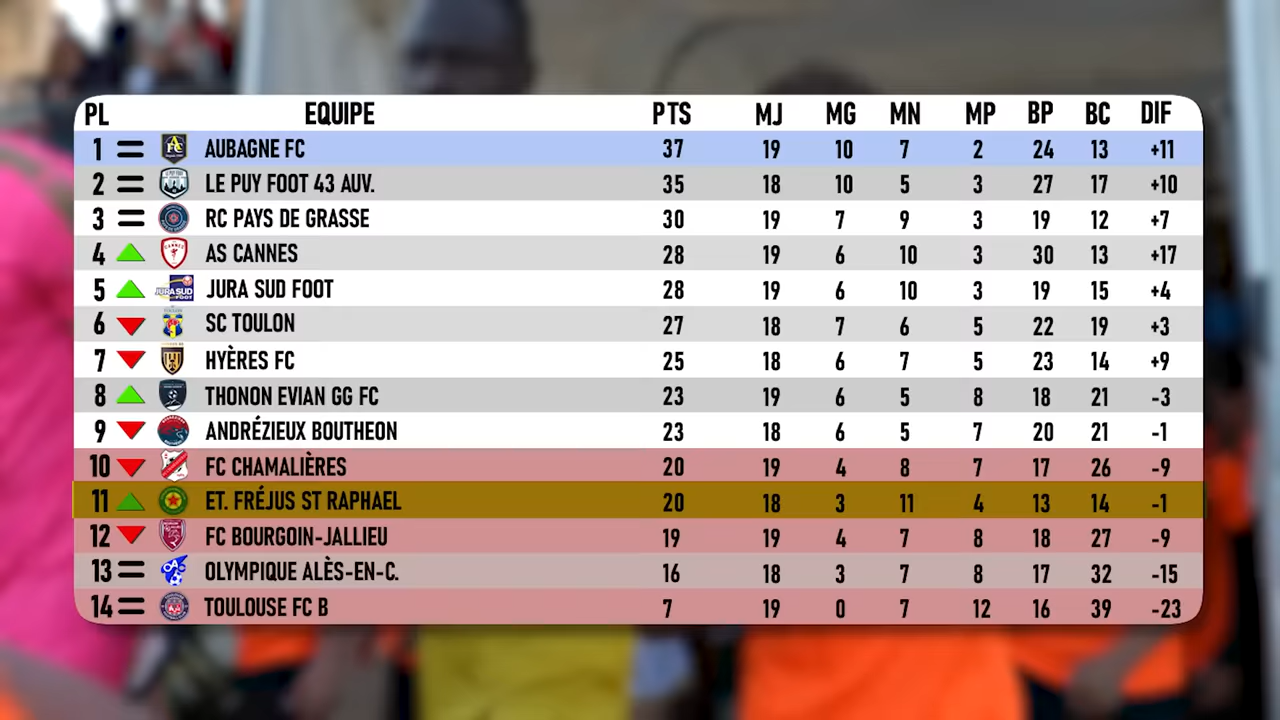 PL EQUIPE PTS MJ MG MN MP BP BC DIF
1 AUBAGNE FC 37 19 10 7 2 24 13 +11
2 LE PUY FOOT 43 AUV. 35 18 10 5 3 27 17 +10
3 RC PAYS DE GRASSE 30 19 7 9 3 19 12 +7
4 AS CANNES 28 19 6 10 3 30 13 +17
5 JURA SUD FOOT 28 19 6 10 3 19 15 +4
6 SC TOULON 27 18 7 6 5 22 19 +3
7 HYÈRES FC 25 18 6 7 5 23 14 +9
8 THONON EVIAN GG FC 23 19 6 5 8 18 21 -3
9 ANDRÉZIEUX BOUTHEON 23 18 6 5 7 20 21 -1
10 FC CHAMALIÈRES 20 19 4 8 7 17 26 -9
11 ET. FRÉJUS ST RAPHAEL 20 18 3 11 4 13 14 -1
12 FC BOURGOIN-JALLIEU 19 19 4 7 8 18 27 -9
13 OLYMPIQUE ALÈS-EN-C. 16 18 3 7 8 17 32 -15
14 TOULOUSE FC B 7 19 0 7 12 16 39 -23